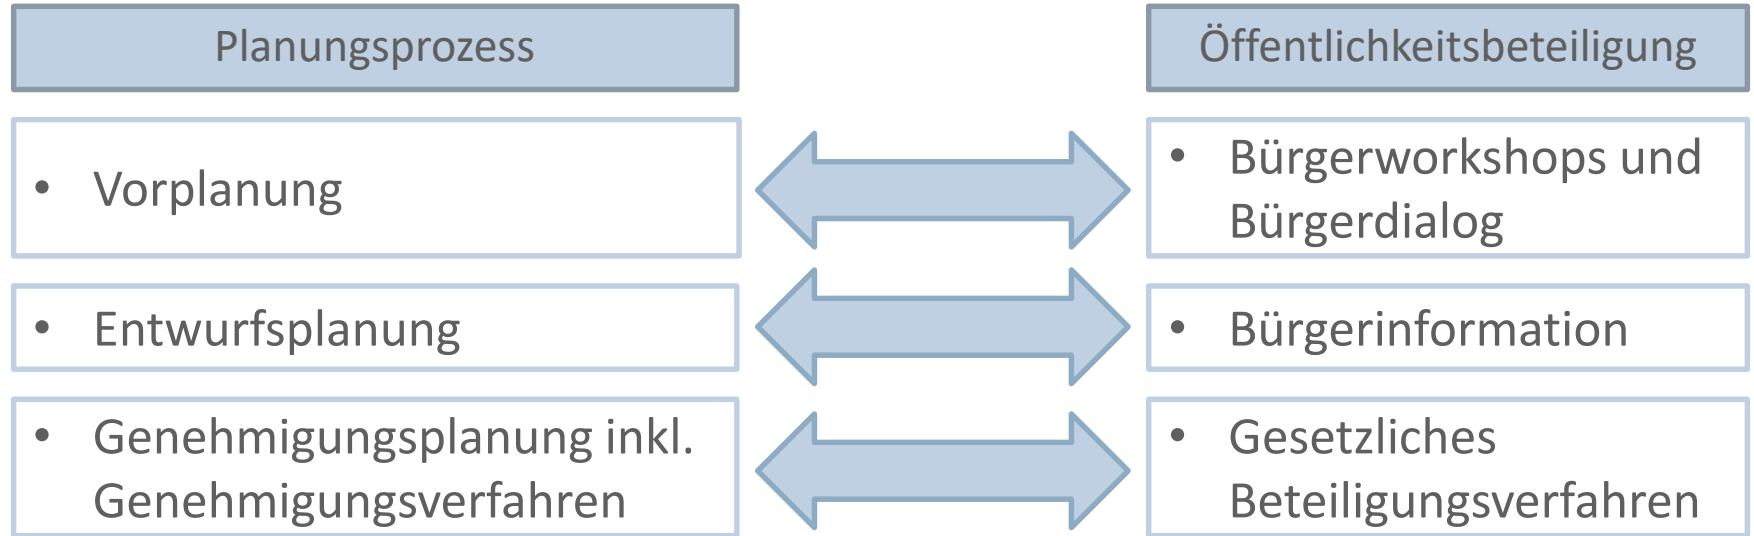 Planungsprozess
Öffentlichkeitsbeteiligung
• Vorplanung
• Bürgerworkshops und
Bürgerdialog
• Entwurfsplanung
• Bürgerinformation
• Genehmigungsplanung inkl.
Genehmigungsverfahren
• Gesetzliches
Beteiligungsverfahren